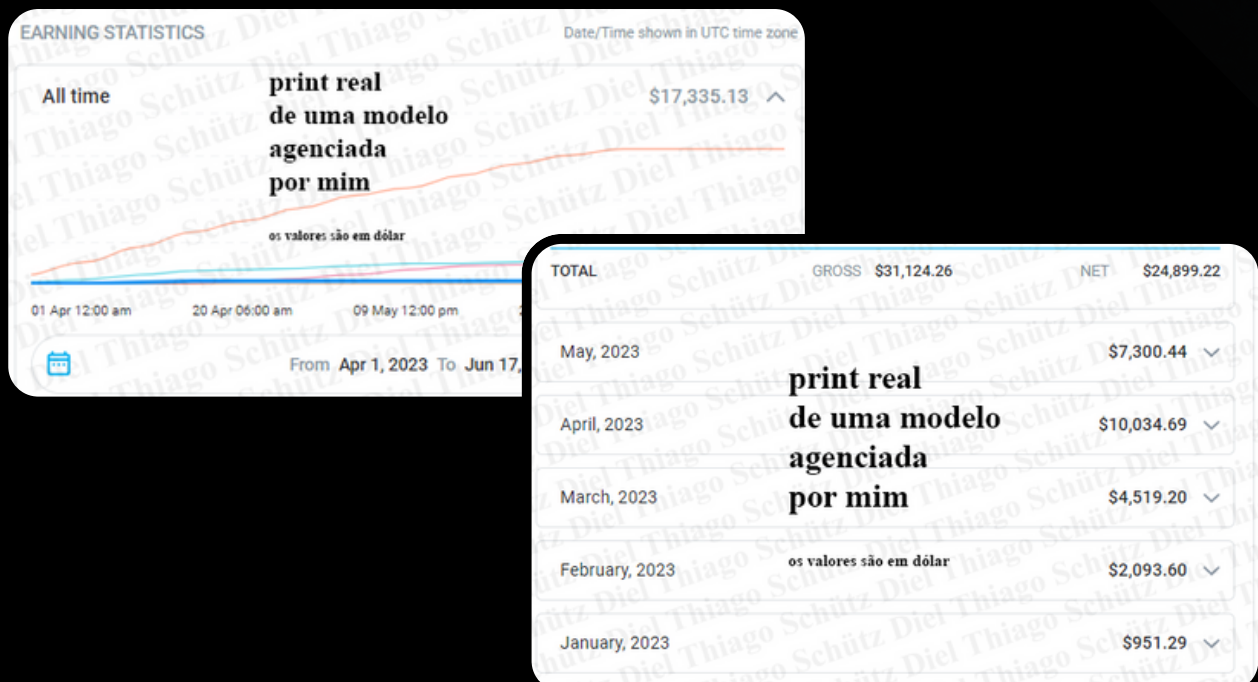 EARNING STATISTICS
Date/Time shown in UTC time zone
All time
$17,335.13
print real
de uma modelo
agenciada
por mim
os valores são em dólar
01 Apr 12:00 am 20 Apr 06:00 am 09 May 12:00 pm
From Apr 1, 2023 To Jun 17,
TOTAL GROSS $31,124.26 NET $24,899.22
May, 2023 $7,300.44
April, 2023 $10,034.69
March, 2023 $4,519.20
February, 2023 $2,093.60
January, 2023 $951.29
print real
de uma modelo
agenciada
por mim
os valores são em dólar
Diel Thiago Schütz